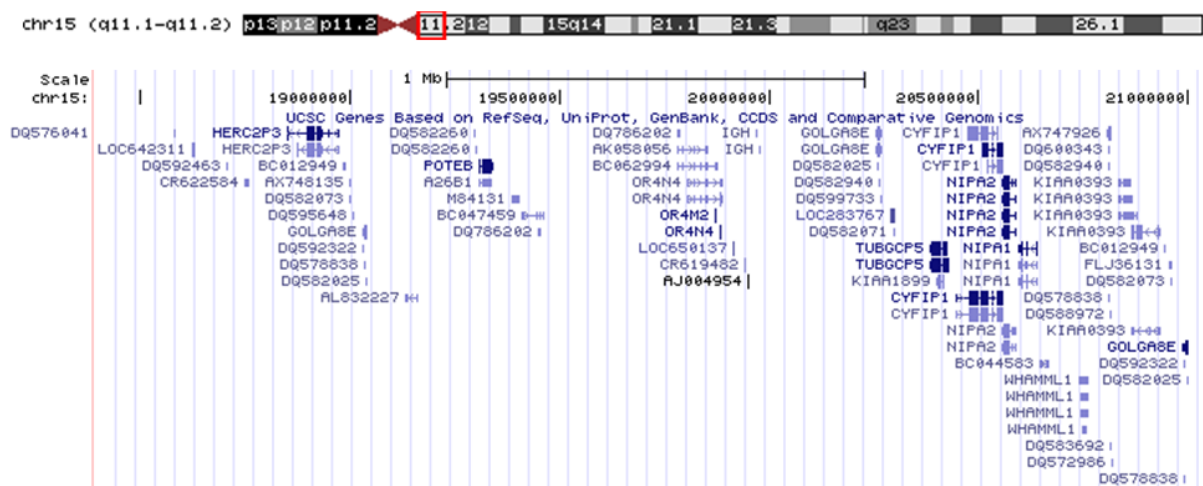 chr15 (q11.1-q11.2) p13 p12 p11.2 11.2 12 15q14 21.1 21.3 q23 26.1
Scale 1 Mb
chr15: 19000000 19500000 20000000 20500000 21000000
UCSC Genes Based on RefSeq, UniProt, GenBank, CCDS and Comparative Genomics
DQ576041 HERC2P3 DQ582260 DQ786202 IGH GOLGA8E CYFIP1 AX747926
LOC642311 HERC2P3 DQ582260 AK058056 IGH GOLGA8E CYFIP1 DQ600343
DQ592463 BC012949 POTEB BC062994 DQ582025 CYFIP1 DQ582940
CR622584 AX748135 A26B1 OR4N4 DQ582940 NIPA2 KIAA0393
DQ582073 M84131 OR4N4 DQ599733 NIPA2 KIAA0393
DQ595648 BC047459 OR4M2 LOC283767 NIPA2 KIAA0393
GOLGA8E DQ786202 OR4N4 DQ582071 NIPA2 KIAA0393
DQ592322 LOC650137 TUBGCP5 NIPA1 BC012949
DQ578838 CR619482 TUBGCP5 NIPA1 FLJ36131
DQ582025 AJ004954 KIAA1899 NIPA1 DQ582073
AL832227 CYFIP1 DQ578838
CYFIP1 DQ588972
NIPA2 KIAA0393
NIPA2 GOLGA8E
BC044583 DQ592322
WHAMML1 DQ582025
WHAMML1
WHAMML1
WHAMML1
DQ583692
DQ572986
DQ578838